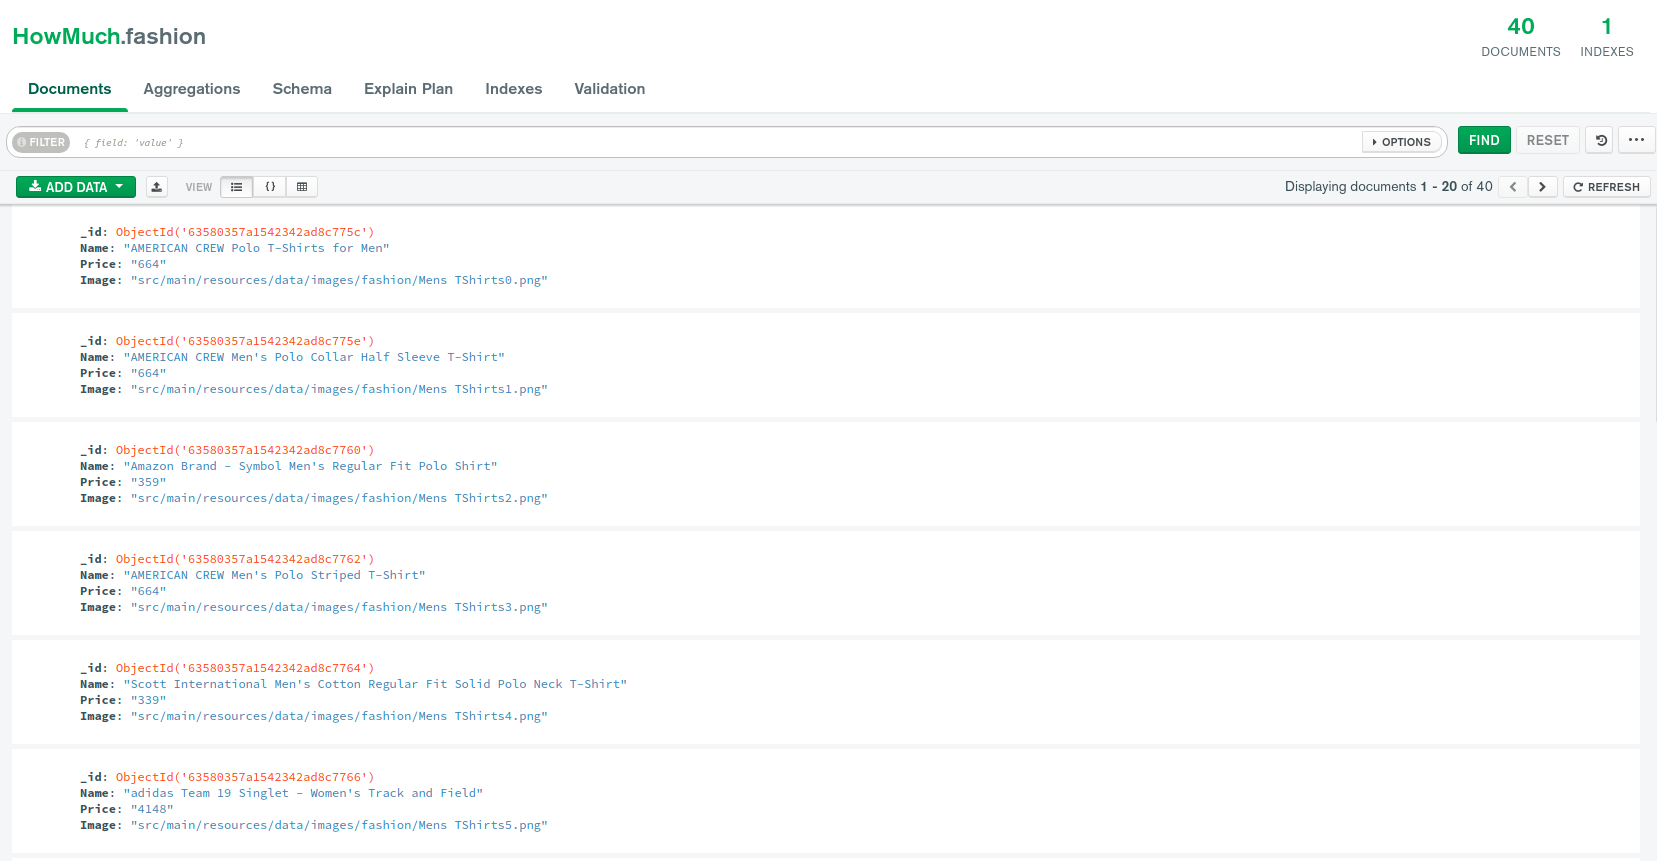 HowMuch.fashion
40
DOCUMENTS
1
INDEXES
Documents Aggregations Schema Explain Plan Indexes Validation
FILTER { field: 'value' } OPTIONS FIND RESET
ADD DATA VIEW {} Displaying documents 1 - 20 of 40 REFRESH
_id: ObjectId('63580357a1542342ad8c775c')
Name: "AMERICAN CREW Polo T-Shirts for Men"
Price: "664"
Image: "src/main/resources/data/images/fashion/Mens TShirts0.png"
_id: ObjectId('63580357a1542342ad8c775e')
Name: "AMERICAN CREW Men's Polo Collar Half Sleeve T-Shirt"
Price: "664"
Image: "src/main/resources/data/images/fashion/Mens TShirts1.png"
_id: ObjectId('63580357a1542342ad8c7760')
Name: "Amazon Brand - Symbol Men's Regular Fit Polo Shirt"
Price: "359"
Image: "src/main/resources/data/images/fashion/Mens TShirts2.png"
_id: ObjectId('63580357a1542342ad8c7762')
Name: "AMERICAN CREW Men's Polo Striped T-Shirt"
Price: "664"
Image: "src/main/resources/data/images/fashion/Mens TShirts3.png"
_id: ObjectId('63580357a1542342ad8c7764')
Name: "Scott International Men's Cotton Regular Fit Solid Polo Neck T-Shirt"
Price: "339"
Image: "src/main/resources/data/images/fashion/Mens TShirts4.png"
_id: ObjectId('63580357a1542342ad8c7766')
Name: "adidas Team 19 Singlet - Women's Track and Field"
Price: "4148"
Image: "src/main/resources/data/images/fashion/Mens TShirts5.png"